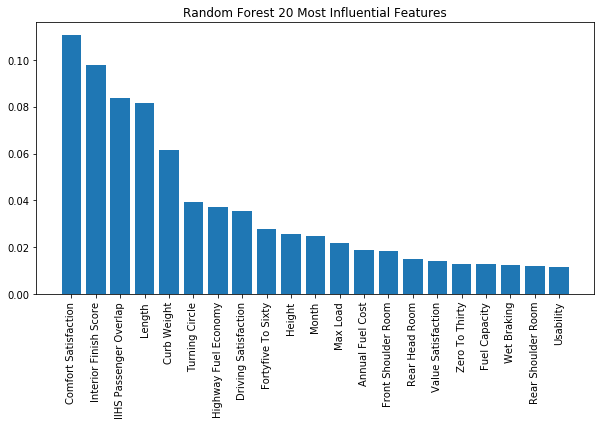 Random Forest 20 Most Influential Features
0.10
0.08
0.06
0.04
0.02
0.00
Comfort Satisfaction
Interior Finish Score
IIHS Passenger Overlap
Length
Curb Weight
Turning Circle
Highway Fuel Economy
Driving Satisfaction
Fortyfive To Sixty
Height
Month
Max Load
Annual Fuel Cost
Front Shoulder Room
Rear Head Room
Value Satisfaction
Zero To Thirty
Fuel Capacity
Wet Braking
Rear Shoulder Room
Usability